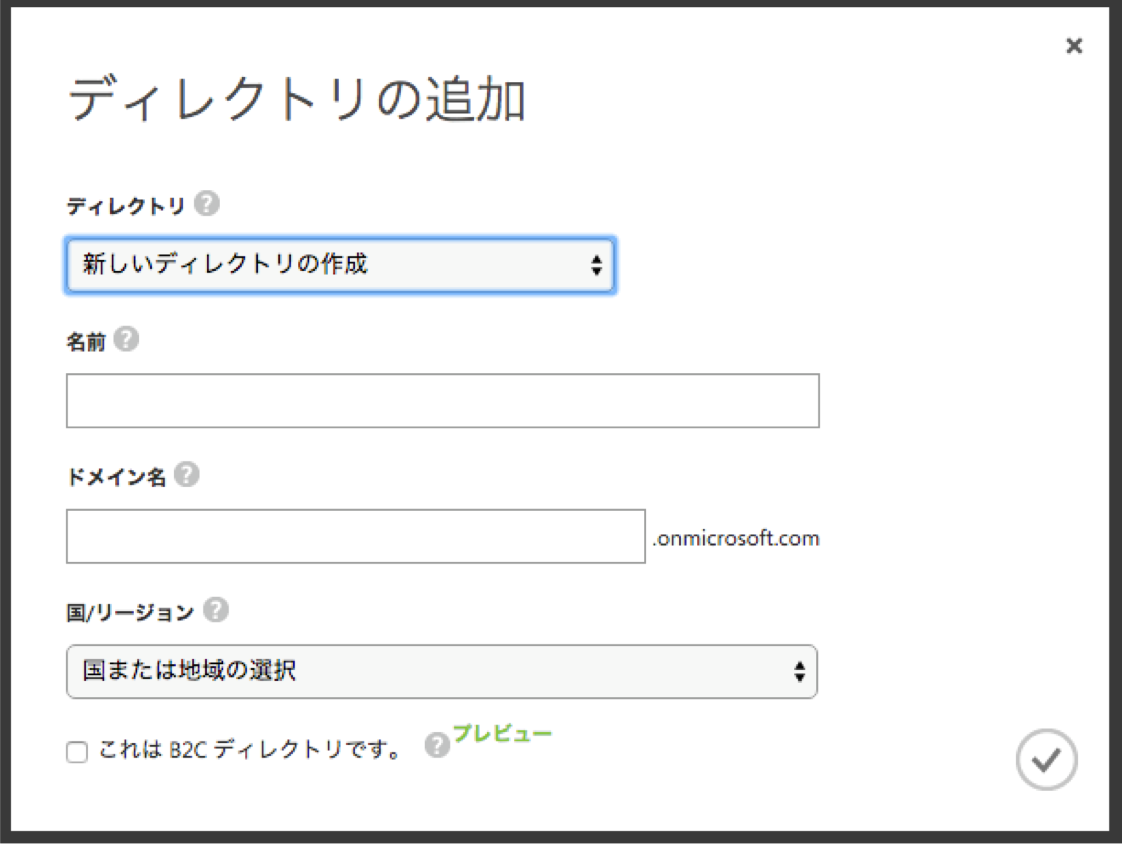 ディレクトリの追加
ディレクトリ
新しいディレクトリの作成
名前
ドメイン名
.onmicrosoft.com
国/リージョン
国または地域の選択
これは B2C ディレクトリです。 プレビュー